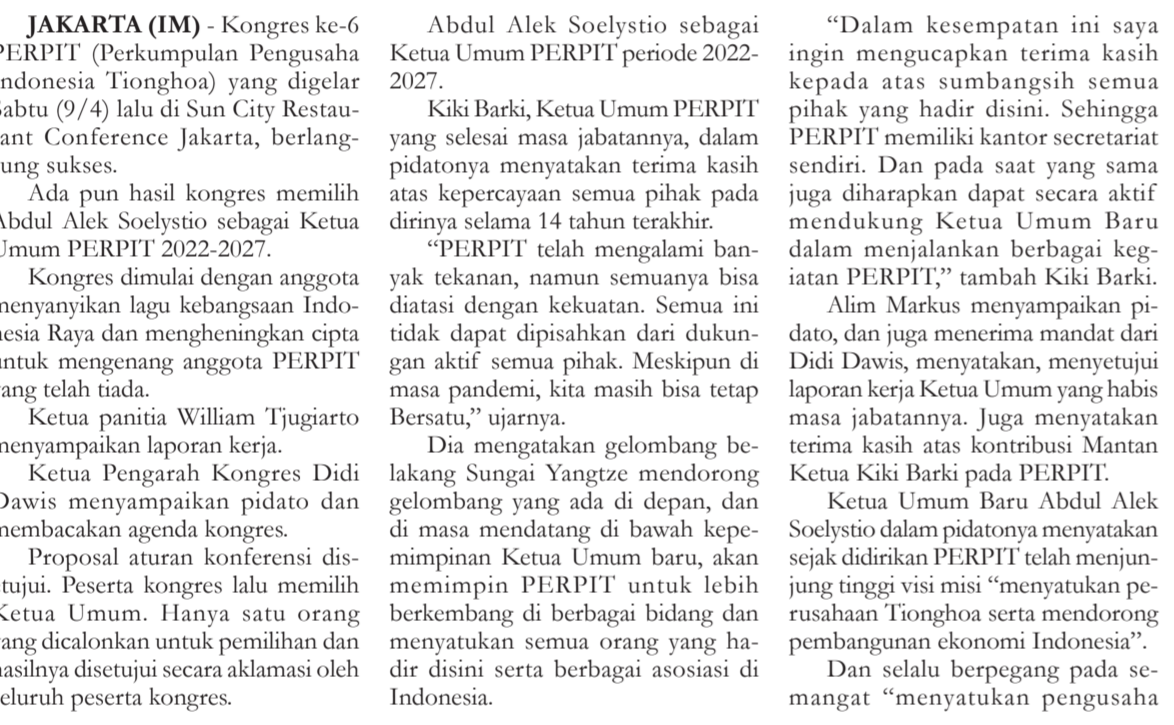 JAKARTA (IM) - Kongres ke-6
PERPIT (Perkumpulan Pengusaha
Indonesia Tionghoa) yang digelar
Sabtu (9/4) lalu di Sun City Restau-
rant Conference Jakarta, berlang-
sung sukses.
Ada pun hasil kongres memilih
Abdul Alek Soelystio sebagai Ketua
Umum PERPIT 2022-2027.
Kongres dimulai dengan anggota
menyanyikan lagu kebangsaan Indo-
nesia Raya dan mengheningkan cipta
untuk mengenang anggota PERPIT
yang telah tiada.
Ketua panitia William Tjugiarto
menyampaikan laporan kerja.
Ketua Pengarah Kongres Didi
Dawis menyampaikan pidato dan
membacakan agenda kongres.
Proposal aturan konferensi dis-
etujui. Peserta kongres lalu memilih
Ketua Umum. Hanya satu orang
yang dicalonkan untuk pemilihan dan
hasilnya disetujui secara aklamasi oleh
seluruh peserta kongres.
Abdul Alek Soelystio sebagai
Ketua Umum PERPIT periode 2022-
2027.
Kiki Barki, Ketua Umum PERPIT
yang selesai masa jabatannya, dalam
pidatonya menyatakan terima kasih
atas kepercayaan semua pihak pada
dirinya selama 14 tahun terakhir.
“PERPIT telah mengalami ban-
yak tekanan, namun semuanya bisa
diatasi dengan kekuatan. Semua ini
tidak dapat dipisahkan dari dukun-
gan aktif semua pihak. Meskipun di
masa pandemi, kita masih bisa tetap
Bersatu,” ujarnya.
Dia mengatakan gelombang be-
lakang Sungai Yangtze mendorong
gelombang yang ada di depan, dan
di masa mendatang di bawah kepe-
mimpinan Ketua Umum baru, akan
memimpin PERPIT untuk lebih
berkembang di berbagai bidang dan
menyatukan semua orang yang ha-
dir disini serta berbagai asosiasi di
Indonesia.
“Dalam kesempatan ini saya
ingin mengucapkan terima kasih
kepada atas sumbangsih semua
pihak yang hadir disini. Sehingga
PERPIT memiliki kantor secretariat
sendiri. Dan pada saat yang sama
juga diharapkan dapat secara aktif
mendukung Ketua Umum Baru
dalam menjalankan berbagai keg-
iatan PERPIT,” tambah Kiki Barki.
Alim Markus menyampaikan pi-
dato, dan juga menerima mandat dari
Didi Dawis, menyatakan, menyetujui
laporan kerja Ketua Umum yang habis
masa jabatannya. Juga menyatakan
terima kasih atas kontribusi Mantan
Ketua Kiki Barki pada PERPIT.
Ketua Umum Baru Abdul Alek
Soelystio dalam pidatonya menyatakan
sejak didirikan PERPIT telah menjun-
jung tinggi visi misi “menyatukan pe-
rusahaan Tionghoa serta mendorong
pembangunan ekonomi Indonesia”.
Dan selalu berpegang pada se-
mangat “menyatukan pengusaha